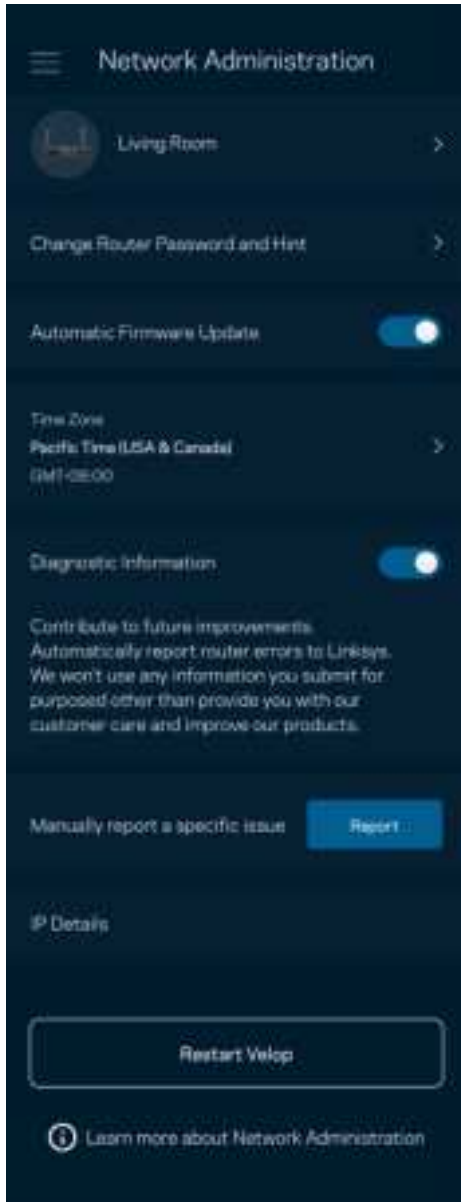 Network Administration
Living Room
Change Router Password and Hint
Automatic Firmware Update
Time Zone
Pacific Time (USA & Canada)
GMT-08:00
Diagnostic Information
Contribute to future improvements.
Automatically report router errors to Linksys.
We won't use any information you submit for
purposed other than provide you with our
customer care and improve our products.
Manually report a specific issue
Report
IP Details
Restart Velop
Learn more about Network Administration